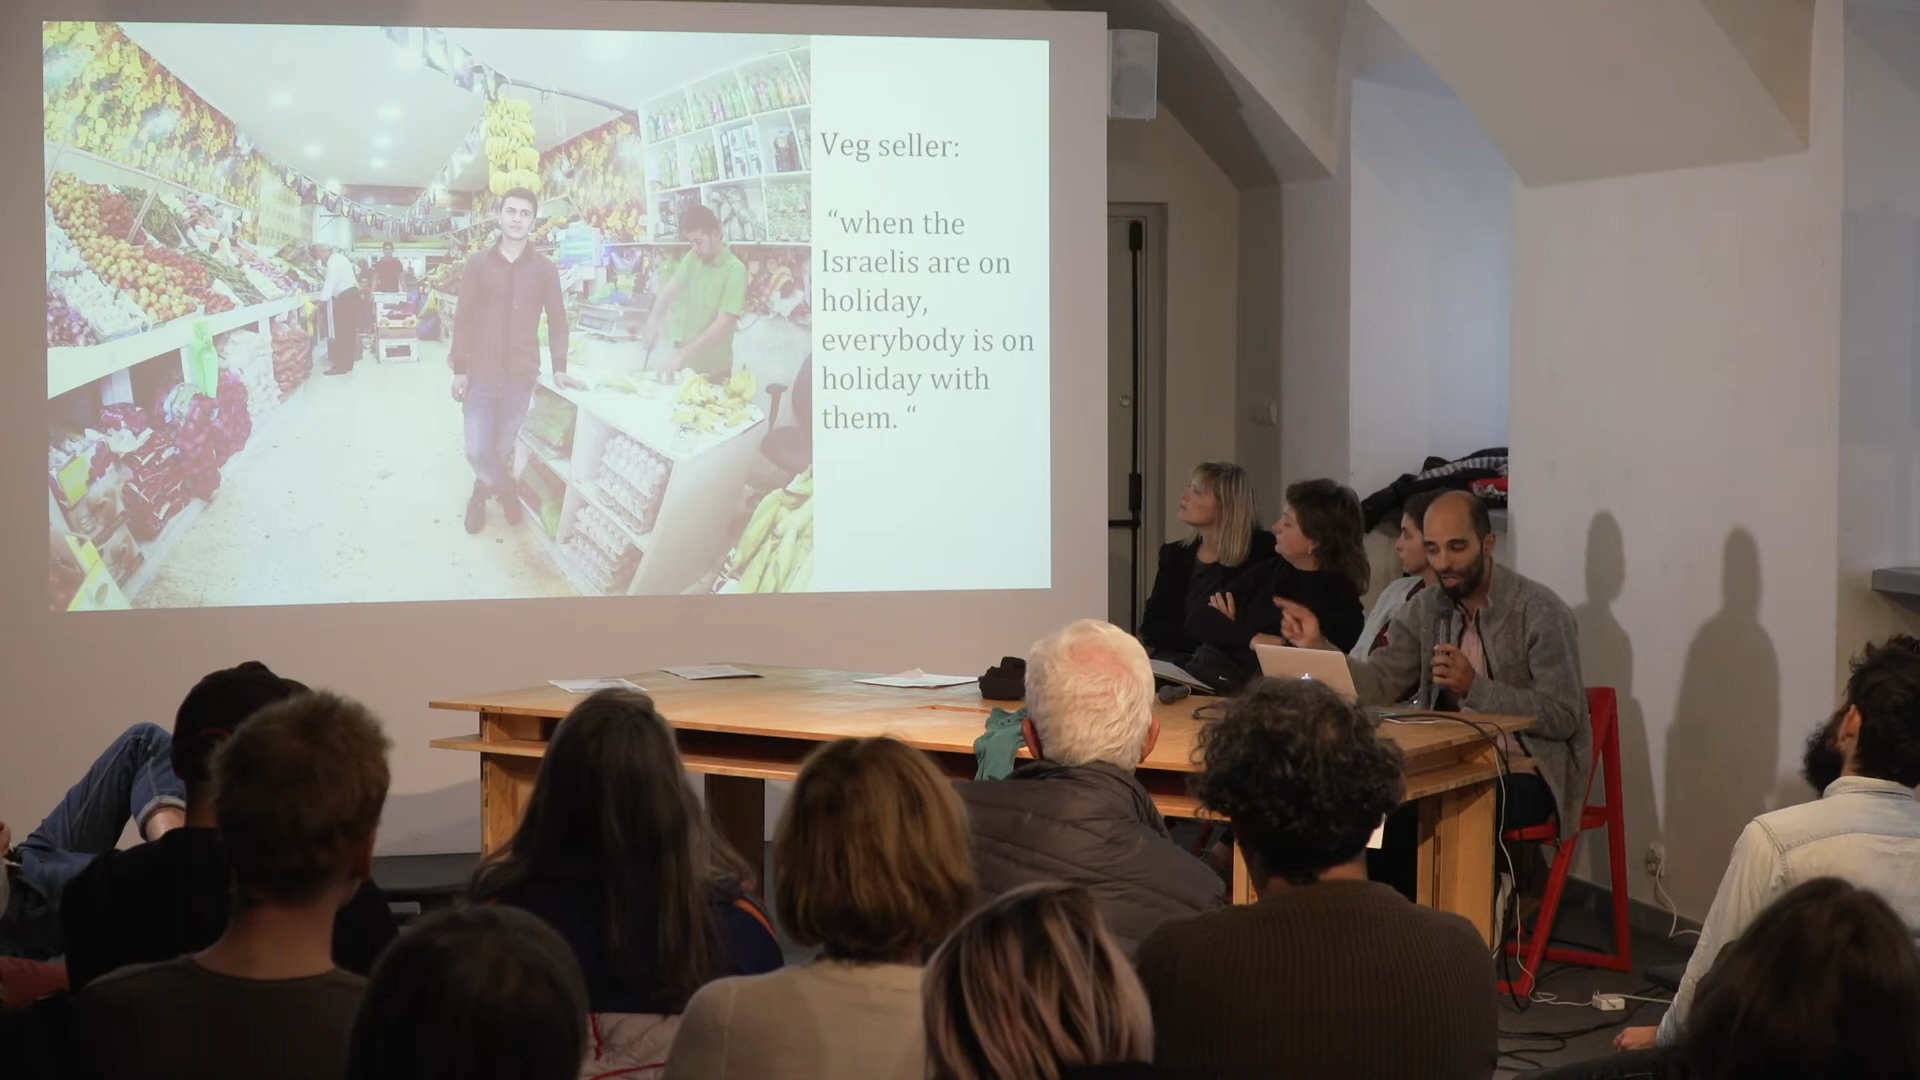 Veg seller:
“when the
Israelis are on
holiday,
everybody is on
holiday with
them. “